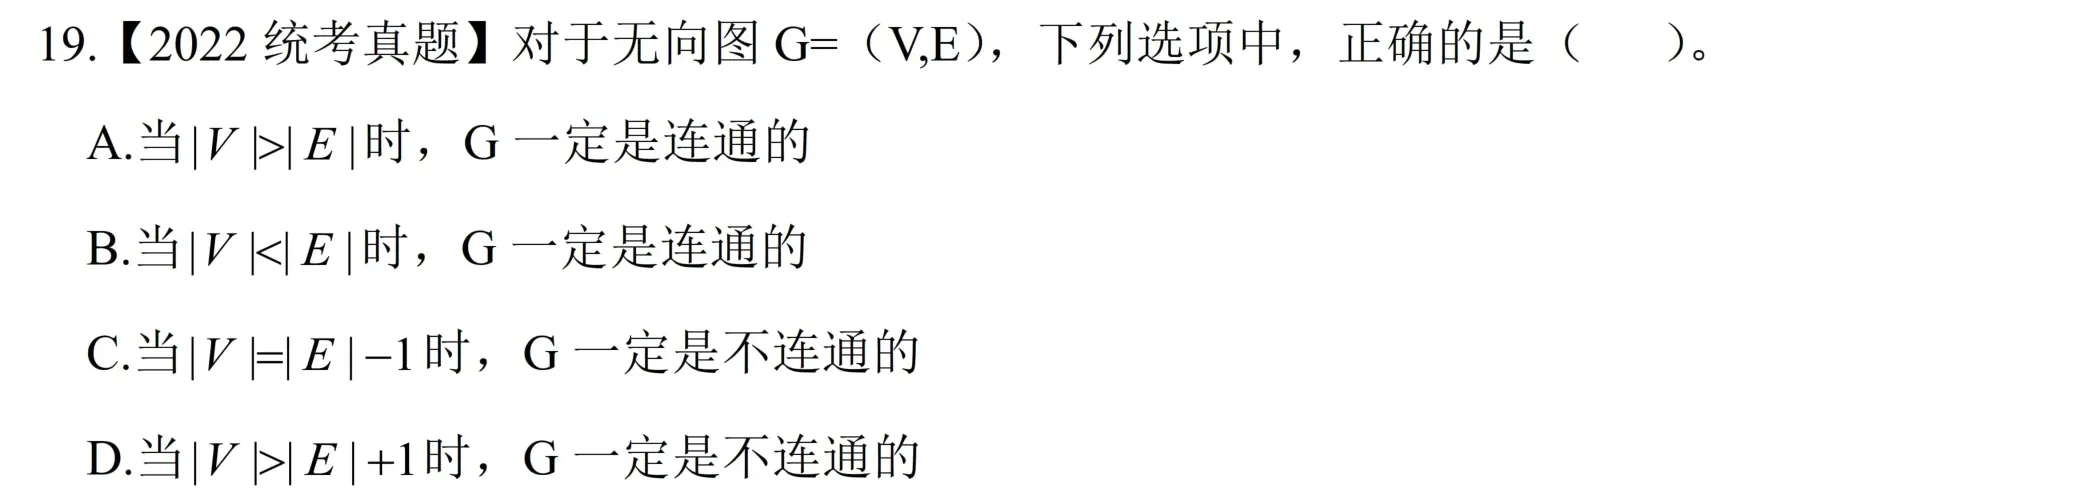 19.【2022 统考真题】对于无向图 G=（V,E），下列选项中，正确的是（  ）。
A.当|V|>|E|时，G 一定是连通的
B.当|V|<|E|时，G 一定是连通的
C.当|V|=|E|−1时，G 一定是不连通的
D.当|V|>|E|+1时，G 一定是不连通的